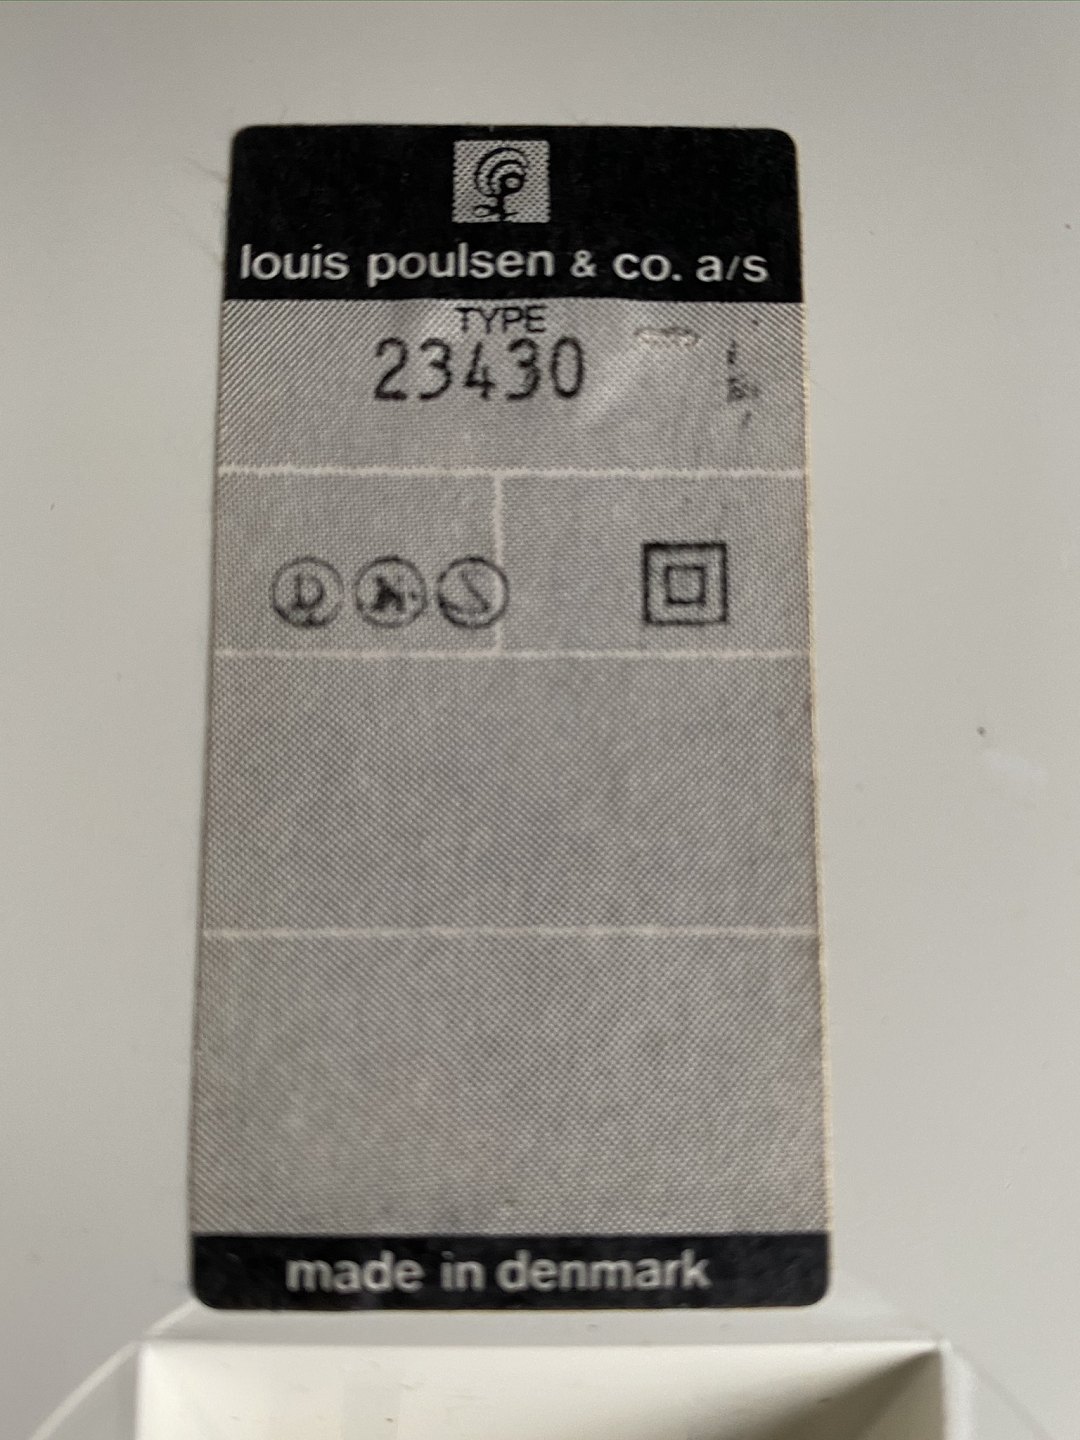 louis poulsen & co. a/s
TYPE
23430
D N S
made in denmark